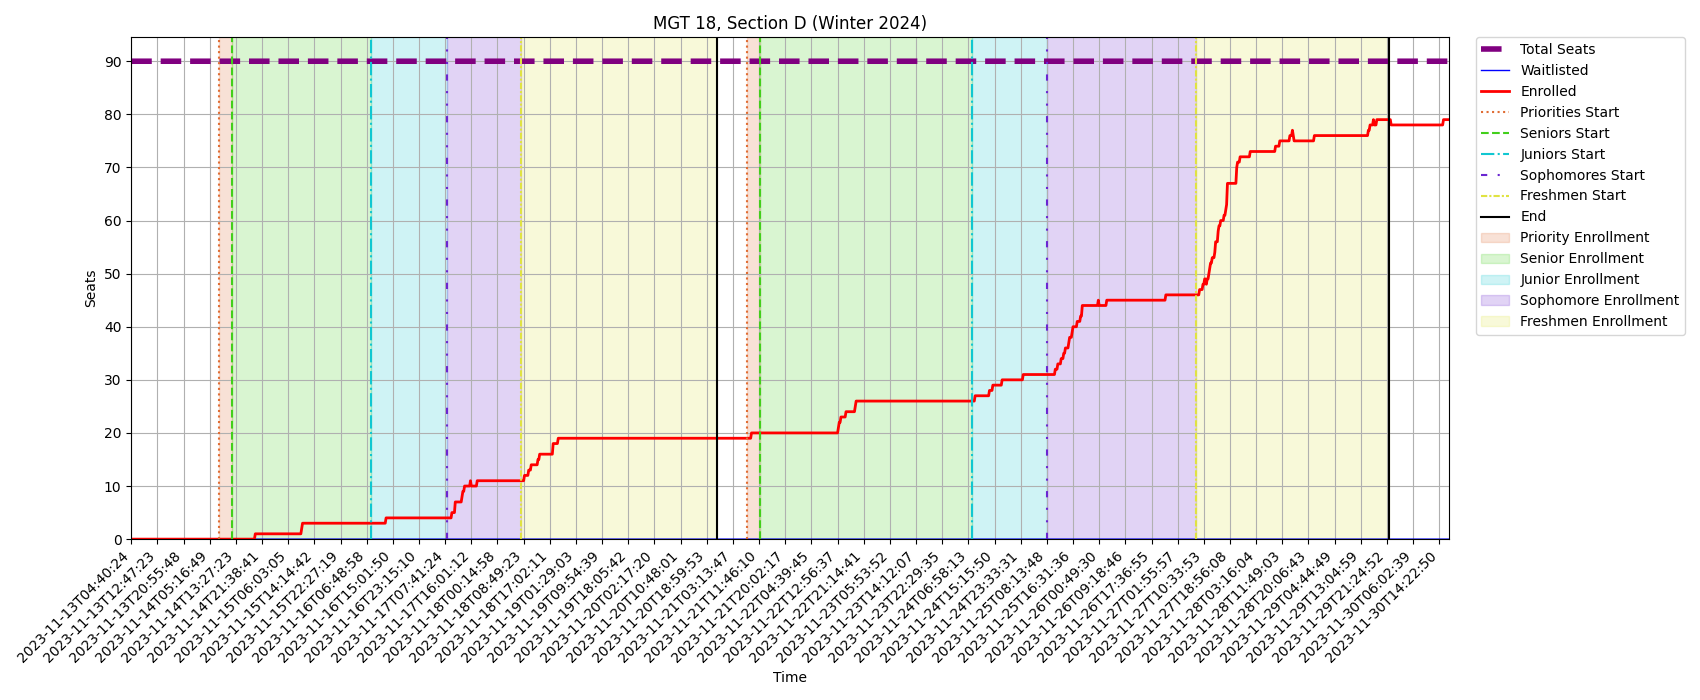 MGT 18, Section D (Winter 2024)
Seats
90
80
70
60
50
40
30
20
10
0
2023-11-13T04:40:24
2023-11-13T12:47:23
2023-11-13T20:55:48
2023-11-14T05:16:49
2023-11-14T13:27:23
2023-11-14T21:38:41
2023-11-15T06:03:05
2023-11-15T14:14:42
2023-11-15T22:27:19
2023-11-16T06:48:58
2023-11-16T15:01:50
2023-11-16T23:15:10
2023-11-17T07:41:24
2023-11-17T16:01:12
2023-11-18T00:14:58
2023-11-18T08:49:23
2023-11-18T17:02:11
2023-11-19T01:29:03
2023-11-19T09:54:39
2023-11-19T18:05:42
2023-11-20T02:17:20
2023-11-20T10:48:01
2023-11-20T18:59:53
2023-11-21T03:13:47
2023-11-21T11:46:10
2023-11-21T20:02:17
2023-11-22T04:39:45
2023-11-22T12:56:37
2023-11-22T21:14:41
2023-11-23T05:53:52
2023-11-23T14:12:07
2023-11-23T22:29:35
2023-11-24T06:58:13
2023-11-24T15:15:50
2023-11-24T23:33:31
2023-11-25T08:13:48
2023-11-25T16:31:36
2023-11-26T00:49:30
2023-11-26T09:18:46
2023-11-26T17:36:55
2023-11-27T01:55:57
2023-11-27T10:33:53
2023-11-27T18:56:08
2023-11-28T03:16:04
2023-11-28T11:49:03
2023-11-28T20:06:43
2023-11-29T04:44:49
2023-11-29T13:04:59
2023-11-29T21:24:52
2023-11-30T06:02:39
2023-11-30T14:22:50
Time
Total Seats
Waitlisted
Enrolled
Priorities Start
Seniors Start
Juniors Start
Sophomores Start
Freshmen Start
End
Priority Enrollment
Senior Enrollment
Junior Enrollment
Sophomore Enrollment
Freshmen Enrollment